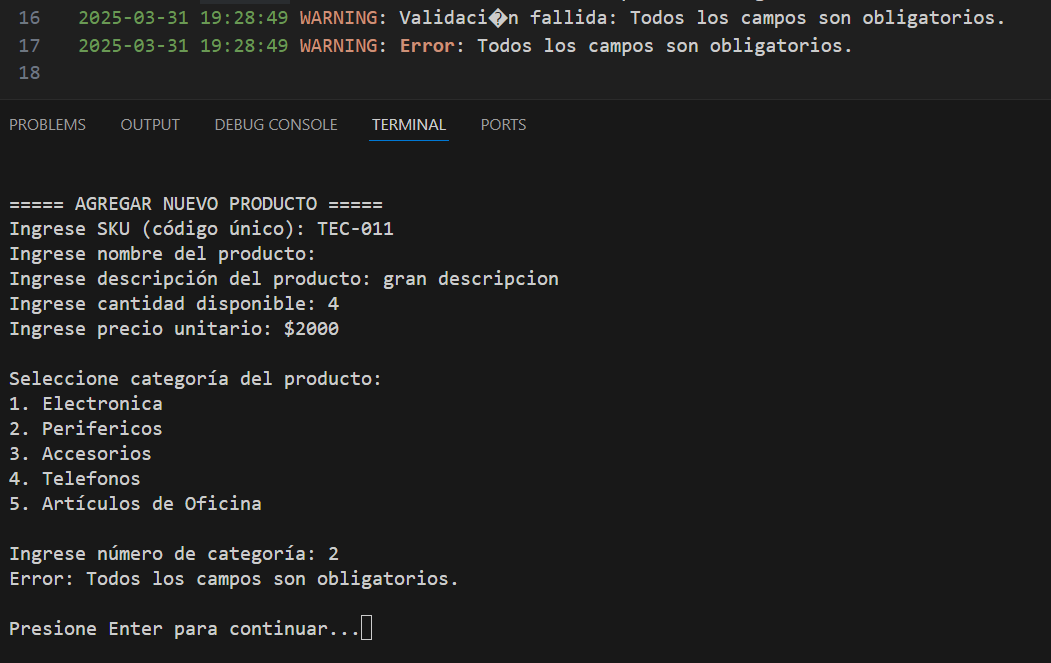 16 2025-03-31 19:28:49 WARNING: Validaci�n fallida: Todos los campos son obligatorios.
17 2025-03-31 19:28:49 WARNING: Error: Todos los campos son obligatorios.
18
PROBLEMS OUTPUT DEBUG CONSOLE TERMINAL PORTS
===== AGREGAR NUEVO PRODUCTO =====
Ingrese SKU (código único): TEC-011
Ingrese nombre del producto:
Ingrese descripción del producto: gran descripcion
Ingrese cantidad disponible: 4
Ingrese precio unitario: $2000
Seleccione categoría del producto:
1. Electronica
2. Perifericos
3. Accesorios
4. Telefonos
5. Artículos de Oficina
Ingrese número de categoría: 2
Error: Todos los campos son obligatorios.
Presione Enter para continuar...